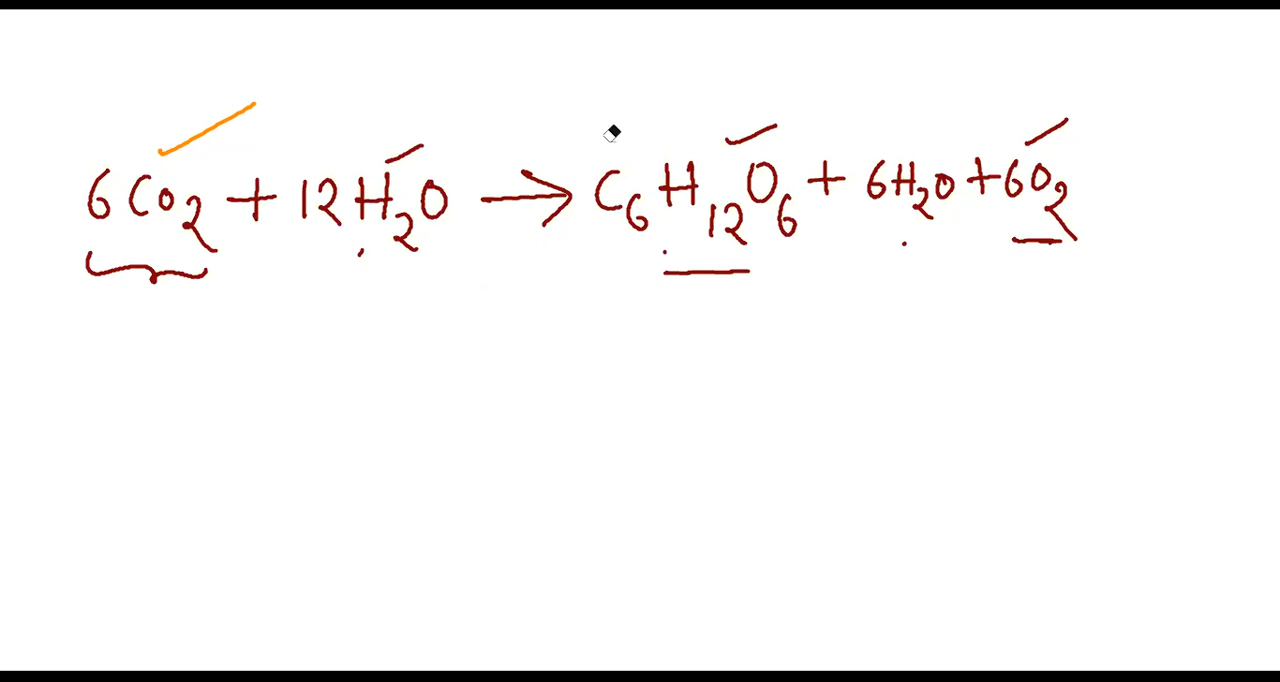 6CO₂ + 12H₂O → C₆H₁₂O₆ + 6H₂O + 6O₂